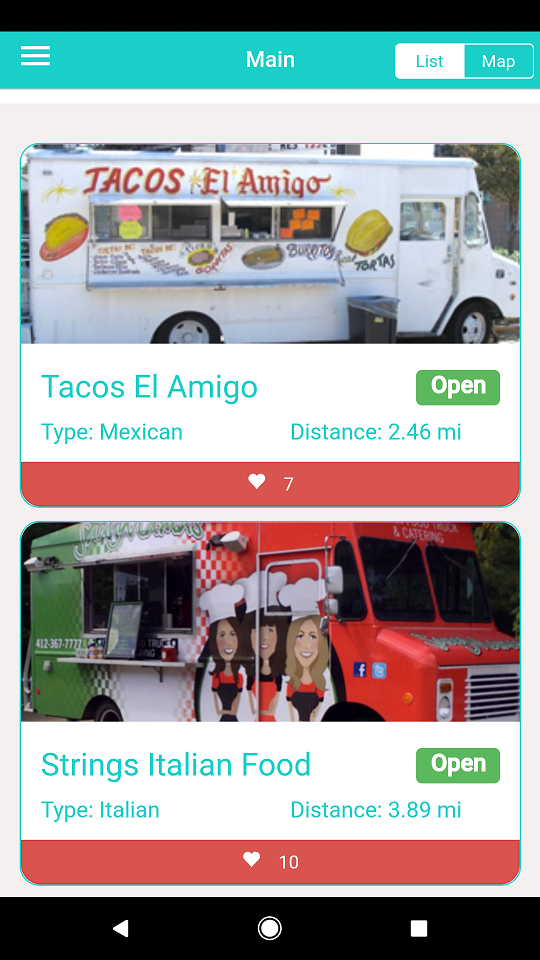 Main
List
Map
TACOS El Amigo
BURRITOS
TORTAS
Tacos El Amigo
Open
Type: Mexican
Distance: 2.46 mi
7
FOOD TRUCK
& CATERING
412-367-7777
Strings Italian Food
Open
Type: Italian
Distance: 3.89 mi
10